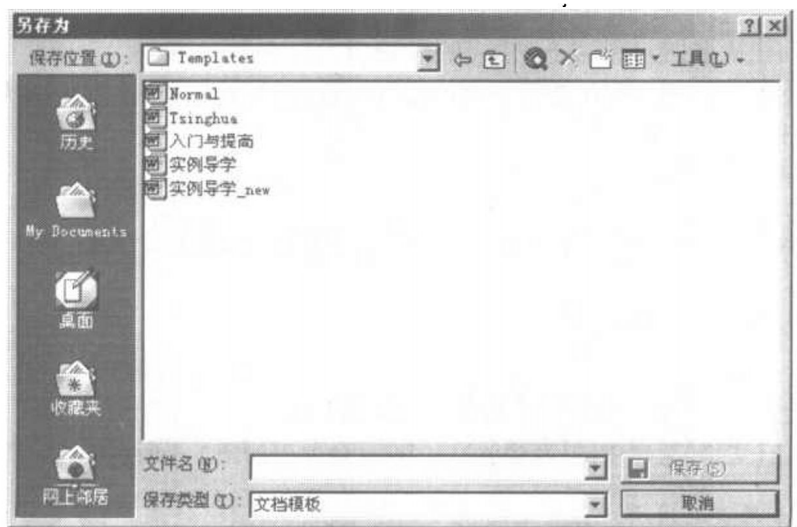 另存为
保存位置(I): Templates 工具(L)
历史
My Documents
桌面
收藏夹
网上邻居
Normal
Tsinghua
入门与提高
实例导学
实例导学_new
文件名(N): 保存(S)
保存类型(T): 文档模板 取消